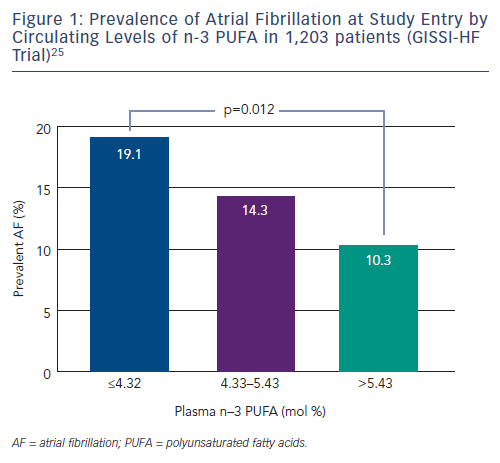 Figure 1: Prevalence of Atrial Fibrillation at Study Entry by
Circulating Levels of n-3 PUFA in 1,203 patients (GISSI-HF
Trial)25
p=0.012
20
15
10
5
0
Prevalent AF (%)
19.1
14.3
10.3
≤4.32
4.33–5.43
>5.43
Plasma n–3 PUFA (mol %)
AF = atrial fibrillation; PUFA = polyunsaturated fatty acids.